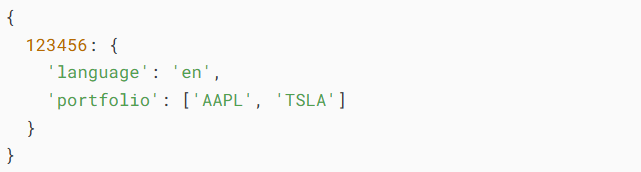 {
  123456: {
    'language': 'en',
    'portfolio': ['AAPL', 'TSLA']
  }
}